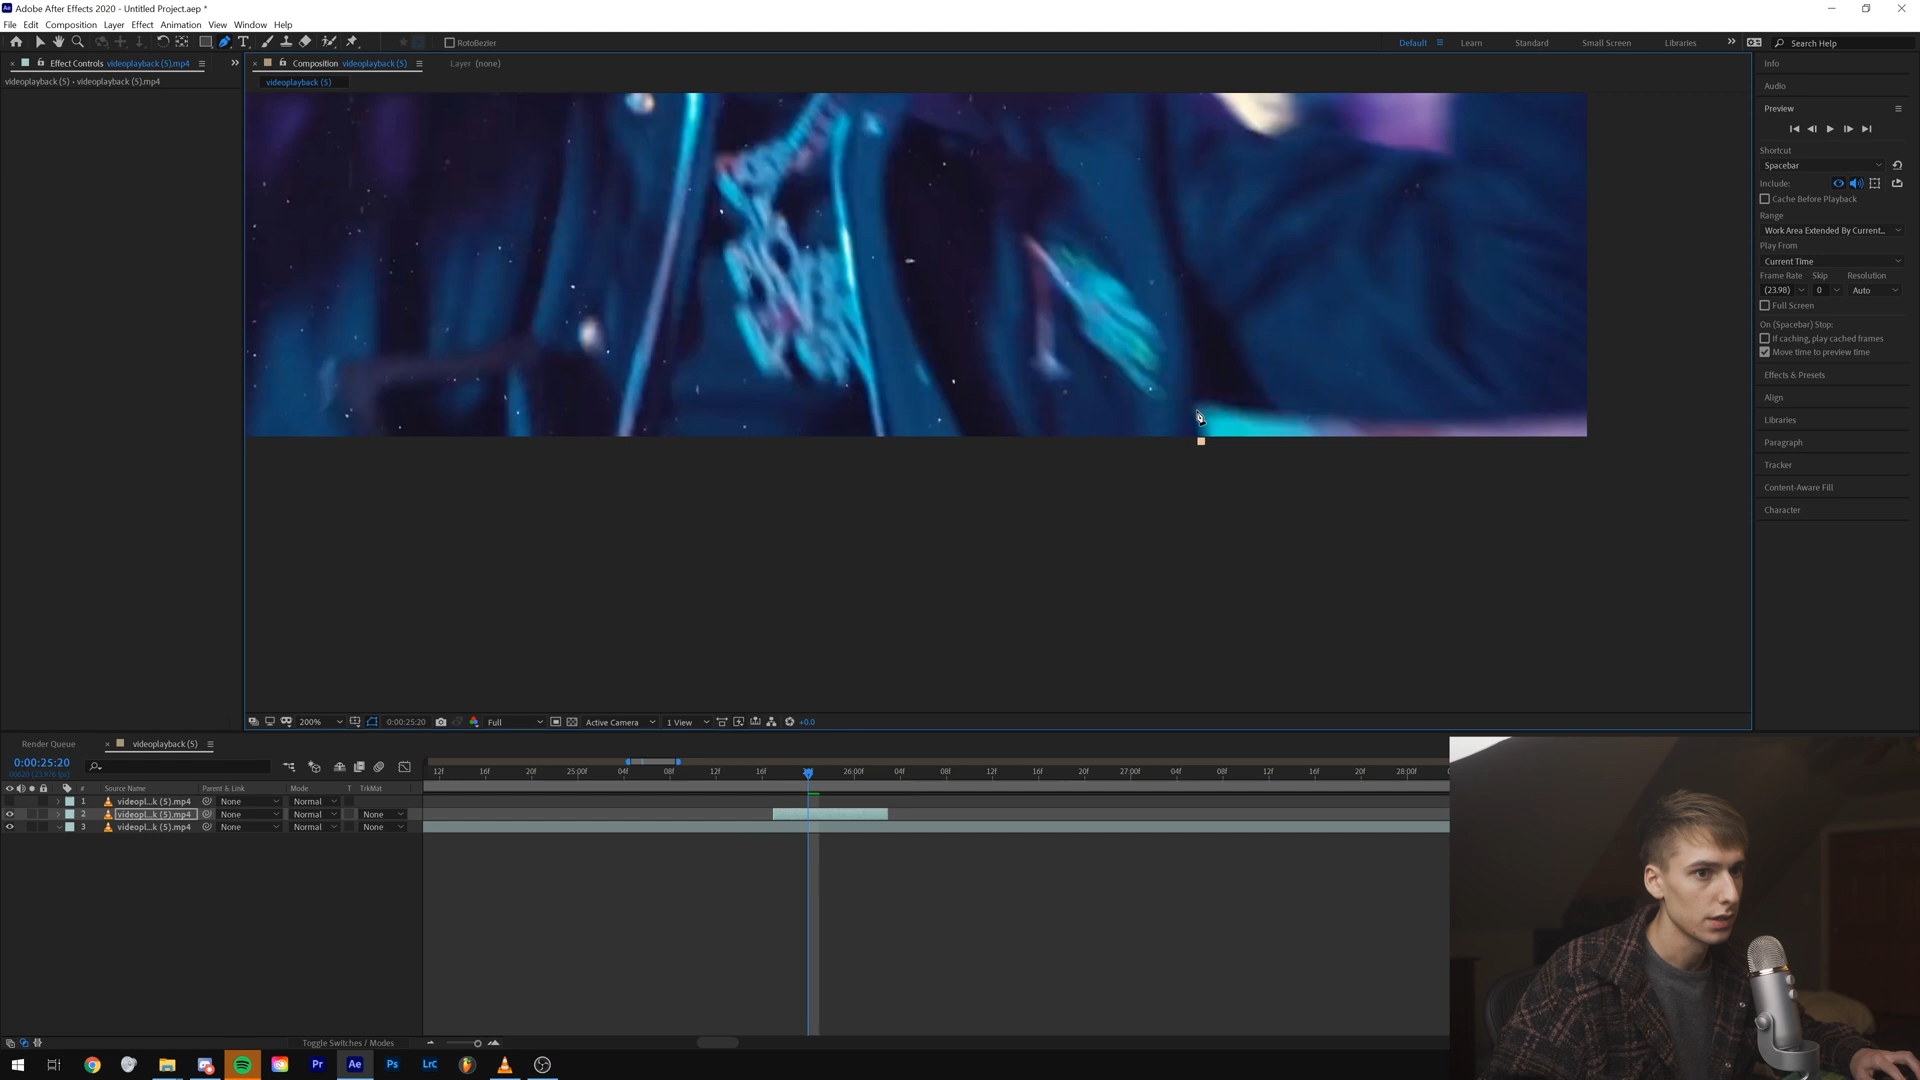 Adobe After Effects 2020 - Untitled Project.aep *
File Edit Composition Layer Effect Animation View Window Help
RotoBezier
Default Learn Standard Small Screen Libraries Search Help
Effect Controls videoplayback (5).mp4
Composition videoplayback (5)
Layer (none)
videoplayback (5) • videoplayback (5).mp4
videoplayback (5)
Info
Audio
Preview
Shortcut
Spacebar
Include:
Cache Before Playback
Range
Work Area Extended By Current...
Play From
Current Time
Frame Rate Skip Resolution
(23.98) 0 Auto
Full Screen
On (Spacebar) Stop:
If caching, play cached frames
Move time to preview time
Effects & Presets
Align
Libraries
Paragraph
Tracker
Content-Aware Fill
Character
200% 0:00:25:20 Full Active Camera 1 View +0.0
Render Queue videoplayback (5)
0:00:25:20
00620 (23.976 fps)
12f 16f 20f 25:00f 04f 08f 12f 16f 26:00f 04f 08f 12f 16f 20f 27:00f 04f 08f 12f 16f 20f 28:00f
# Source Name Parent & Link Mode T TrkMat
1 videopl...k (5).mp4 None Normal
2 videopl...k (5).mp4 None Normal None
3 videopl...k (5).mp4 None Normal None
Toggle Switches / Modes
Pr Ae Ps LrC